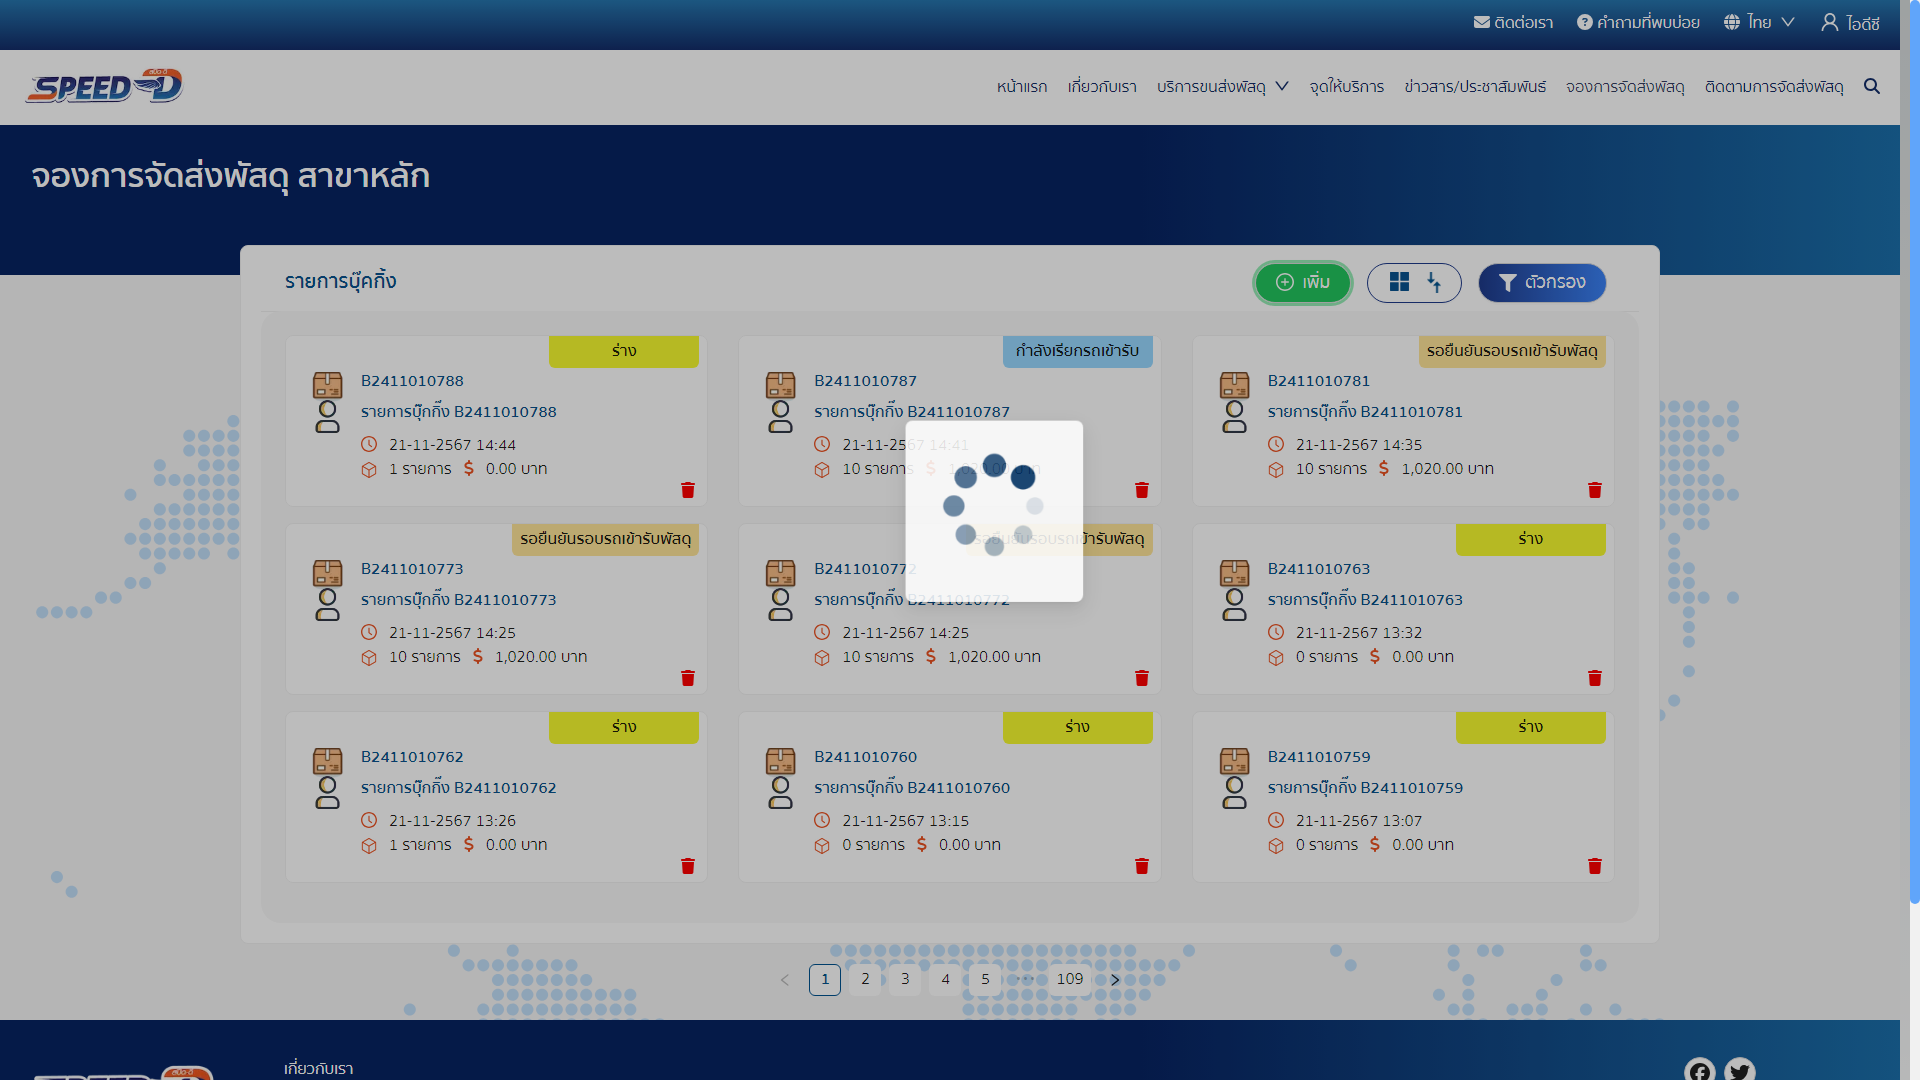 ติดต่อเรา คำถามที่พบบ่อย ไทย ไอดีซี
SPEED-D
หน้าแรก เกี่ยวกับเรา บริการขนส่งพัสดุ จุดให้บริการ ข่าวสาร/ประชาสัมพันธ์ จองการจัดส่งพัสดุ ติดตามการจัดส่งพัสดุ
จองการจัดส่งพัสดุ สาขาหลัก
รายการบุ๊คกิ้ง
เพิ่ม
ตัวกรอง
ร่าง
B2411010788
รายการบุ๊กกิ๊ง B2411010788
21-11-2567 14:44
1 รายการ $ 0.00 บาท
กำลังเรียกรถเข้ารับ
B2411010787
รายการบุ๊กกิ๊ง B2411010787
21-11-2567 14:41
10 รายการ $ 1,020.00 บาท
รอยืนยันรอบรถเข้ารับพัสดุ
B2411010781
รายการบุ๊กกิ๊ง B2411010781
21-11-2567 14:35
10 รายการ $ 1,020.00 บาท
รอยืนยันรอบรถเข้ารับพัสดุ
B2411010773
รายการบุ๊กกิ๊ง B2411010773
21-11-2567 14:25
10 รายการ $ 1,020.00 บาท
รอยืนยันรอบรถเข้ารับพัสดุ
B2411010772
รายการบุ๊กกิ๊ง B2411010772
21-11-2567 14:25
10 รายการ $ 1,020.00 บาท
ร่าง
B2411010763
รายการบุ๊กกิ๊ง B2411010763
21-11-2567 13:32
0 รายการ $ 0.00 บาท
ร่าง
B2411010762
รายการบุ๊กกิ๊ง B2411010762
21-11-2567 13:26
1 รายการ $ 0.00 บาท
ร่าง
B2411010760
รายการบุ๊กกิ๊ง B2411010760
21-11-2567 13:15
0 รายการ $ 0.00 บาท
ร่าง
B2411010759
รายการบุ๊กกิ๊ง B2411010759
21-11-2567 13:07
0 รายการ $ 0.00 บาท
< 1 2 3 4 5 ••• 109 >
เกี่ยวกับเรา